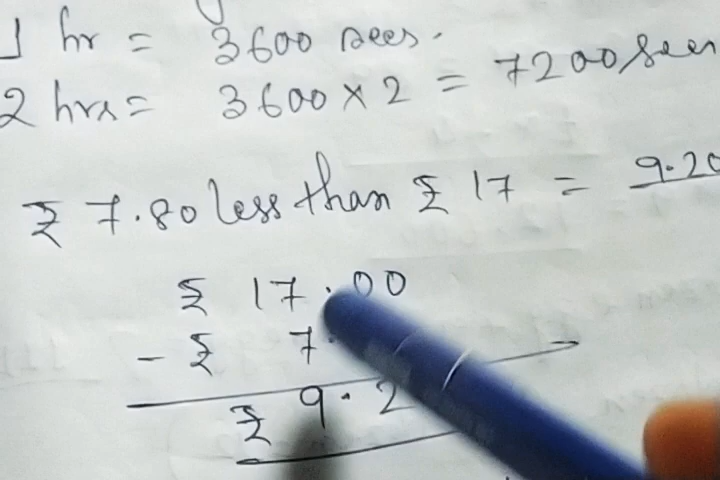 1 hr = 3600 secs.
2 hrs = 3600 × 2 = 7200 secs
₹ 7.80 less than ₹ 17 = 9.20
₹ 17.00
- ₹ 7.
₹ 9.2